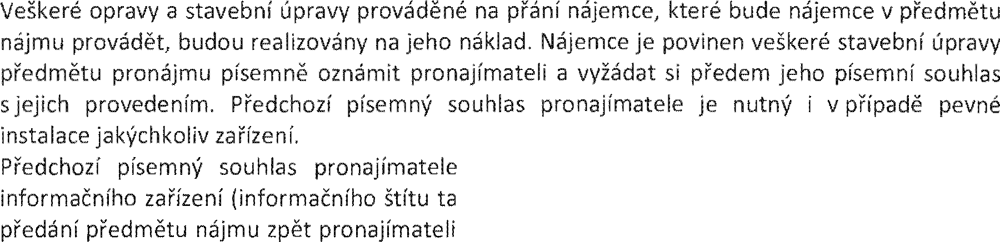 Veškeré opravy a stavební úpravy prováděné na přání nájemce, které bude nájemce v předmětu
nájmu provádět, budou realizovány na jeho náklad. Nájemce je povinen veškeré stavební úpravy
předmětu pronájmu písemně oznámit pronajímateli a vyžádat si předem jeho písemní souhlas
s jejich provedením. Předchozí písemný souhlas pronajímatele je nutný i v případě pevné
instalace jakýchkoliv zařízení.
Předchozí písemný souhlas pronajímatele
informačního zařízení (informačního štítu ta
předání předmětu nájmu zpět pronajímateli